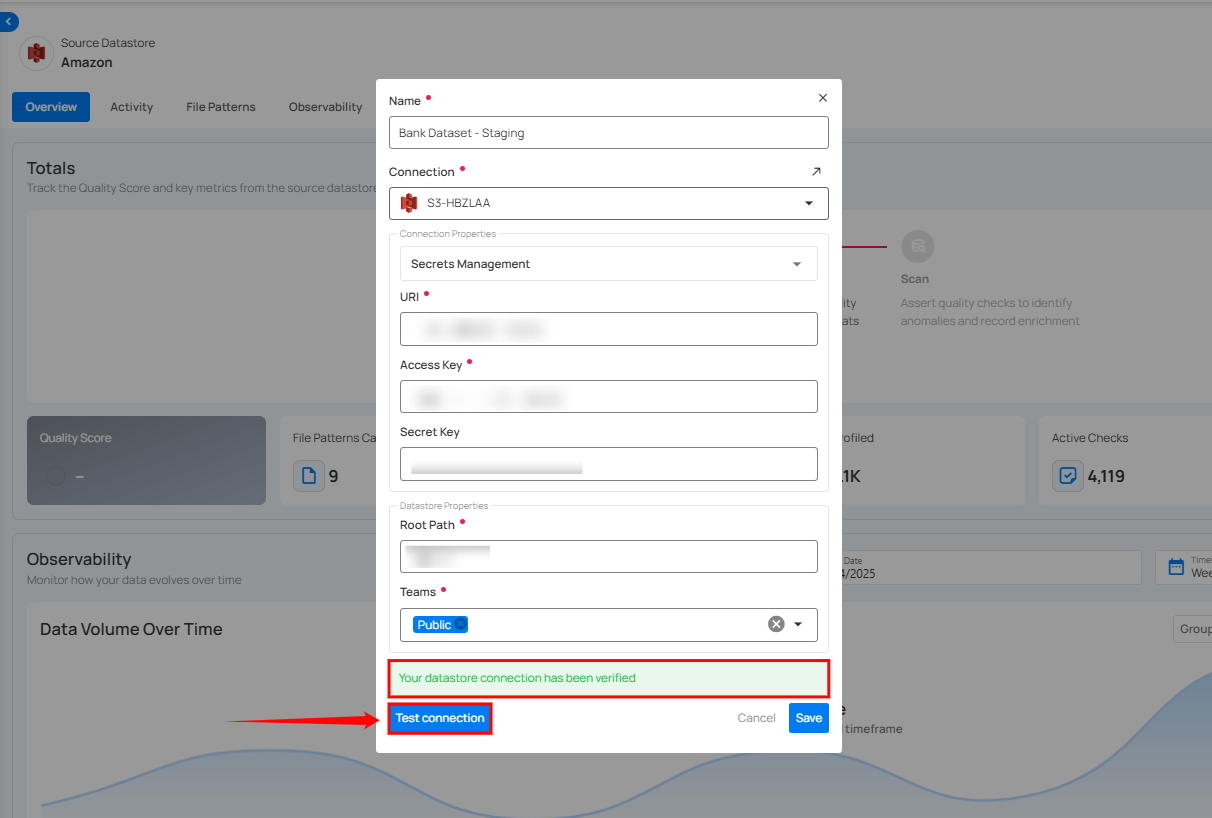 Source Datastore
Amazon
Overview
Activity
File Patterns
Observability
Totals
Track the Quality Score and key metrics from the source datastore
Quality Score
–
File Patterns Ca
9
Name
Bank Dataset - Staging
Connection
S3-HBZLAA
Connection Properties
Secrets Management
URI
Access Key
Secret Key
Datastore Properties
Root Path
Teams
Public
Your datastore connection has been verified
Test connection
Cancel
Save
Scan
Assert quality checks to identify
anomalies and record enrichment
ity
ats
rofiled
.1K
Active Checks
4,119
Observability
Monitor how your data evolves over time
Date
4/2025
Time
Wee
Data Volume Over Time
Group
e
timeframe